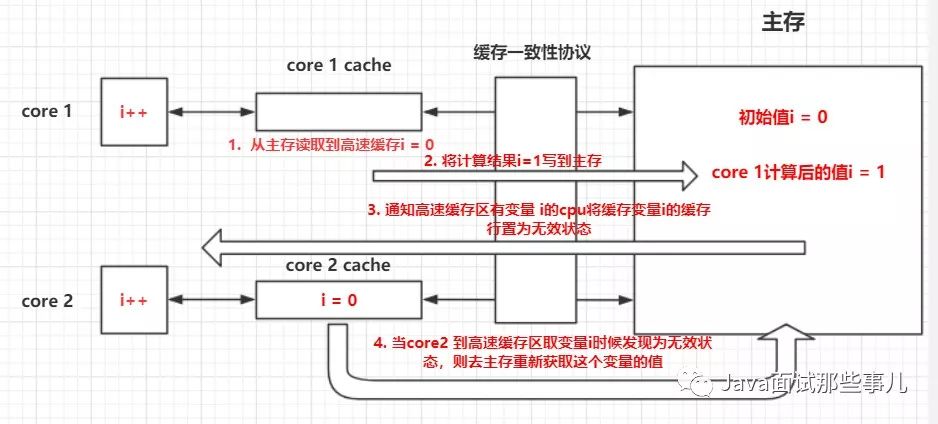 主存
缓存一致性协议
core 1 cache
core 1
i++
初始值i = 0
1. 从主存读取到高速缓存i = 0
2. 将计算结果i=1写到主存
core 1计算后的值i = 1
3. 通知高速缓存区有变量 i的cpu将缓存变量i的缓存
行置为无效状态
core 2 cache
core 2
i++
i = 0
4. 当core2 到高速缓存区取变量i时候发现为无效状
态，则去主存重新获取这个变量的值
Java面试那些事儿